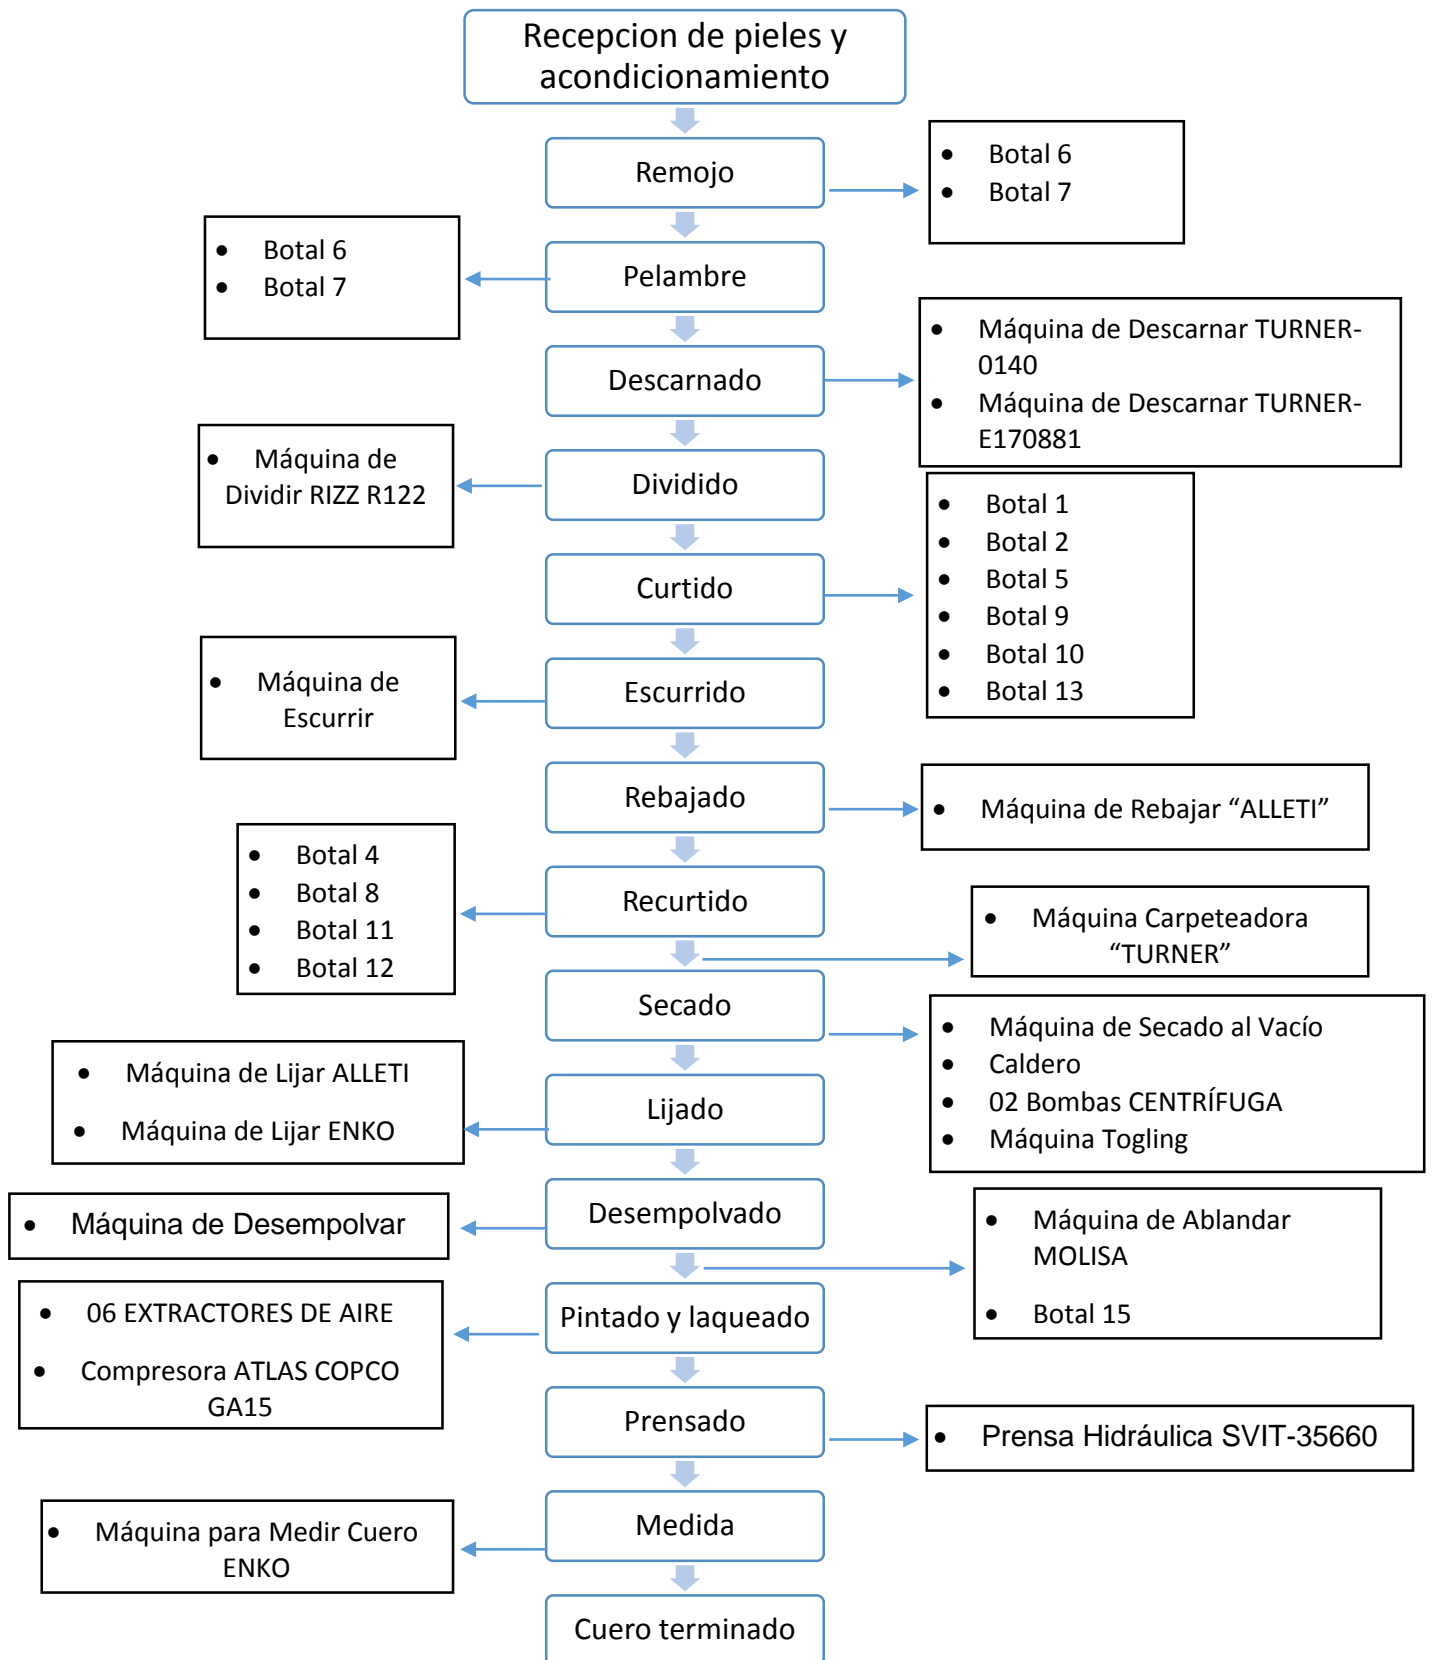 Recepcion de pieles y
acondicionamiento
Remojo
• Botal 6
• Botal 7
Pelambre
• Botal 6
• Botal 7
Descarnado
• Máquina de Descarnar TURNER-
0140
• Máquina de Descarnar TURNER-
E170881
Dividido
• Máquina de
Dividir RIZZ R122
Curtido
• Botal 1
• Botal 2
• Botal 5
• Botal 9
• Botal 10
• Botal 13
Escurrido
• Máquina de
Escurrir
Rebajado
• Máquina de Rebajar “ALLETI”
Recurtido
• Botal 4
• Botal 8
• Botal 11
• Botal 12
• Máquina Carpeteadora
“TURNER”
Secado
• Máquina de Secado al Vacío
• Caldero
• 02 Bombas CENTRÍFUGA
• Máquina Togling
Lijado
• Máquina de Lijar ALLETI
• Máquina de Lijar ENKO
Desempolvado
• Máquina de Desempolvar
• Máquina de Ablandar
MOLISA
• Botal 15
Pintado y laqueado
• 06 EXTRACTORES DE AIRE
• Compresora ATLAS COPCO
GA15
Prensado
• Prensa Hidráulica SVIT-35660
Medida
• Máquina para Medir Cuero
ENKO
Cuero terminado